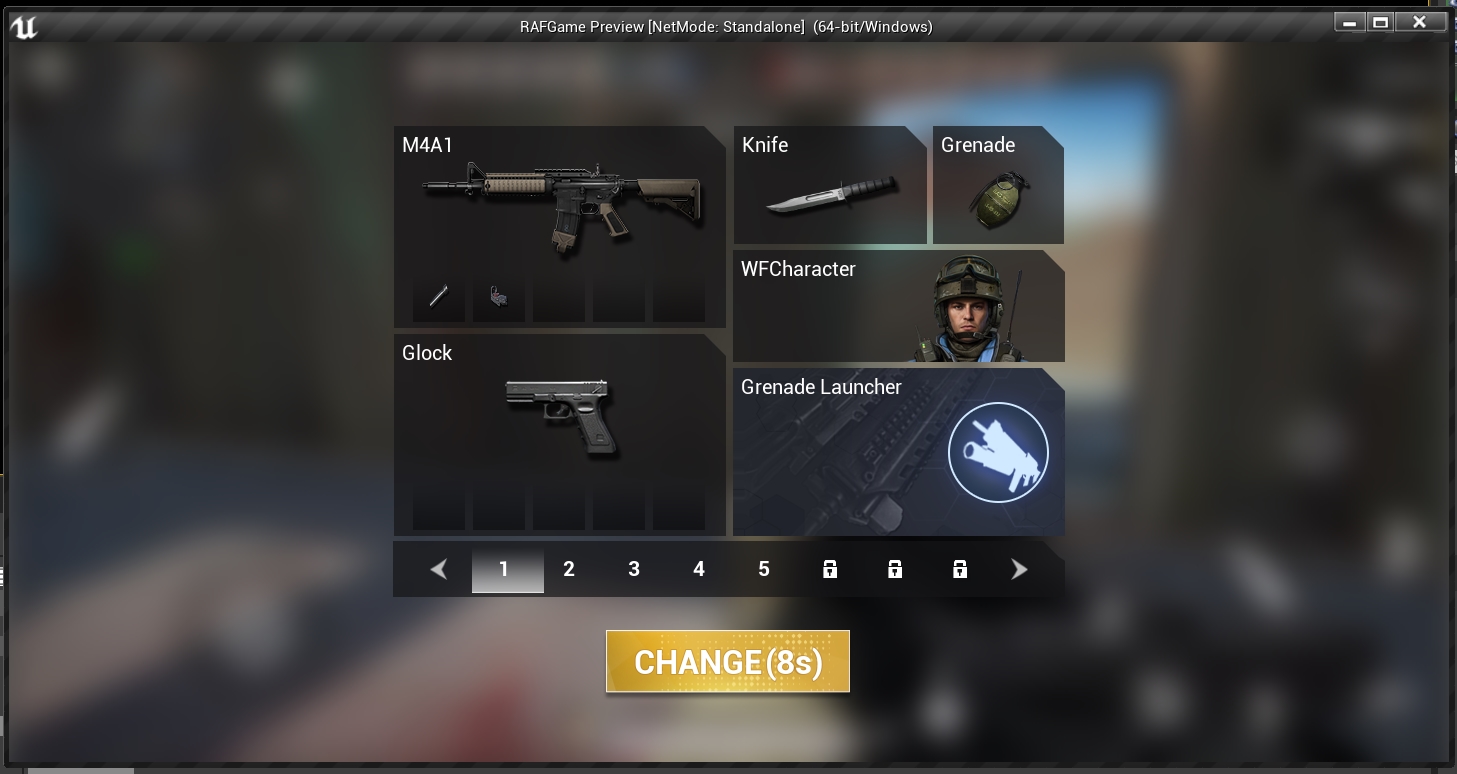 RAFGame Preview [NetMode: Standalone] (64-bit/Windows)
M4A1
Knife
Grenade
WFCharacter
Glock
Grenade Launcher
1 2 3 4 5
CHANGE(8s)